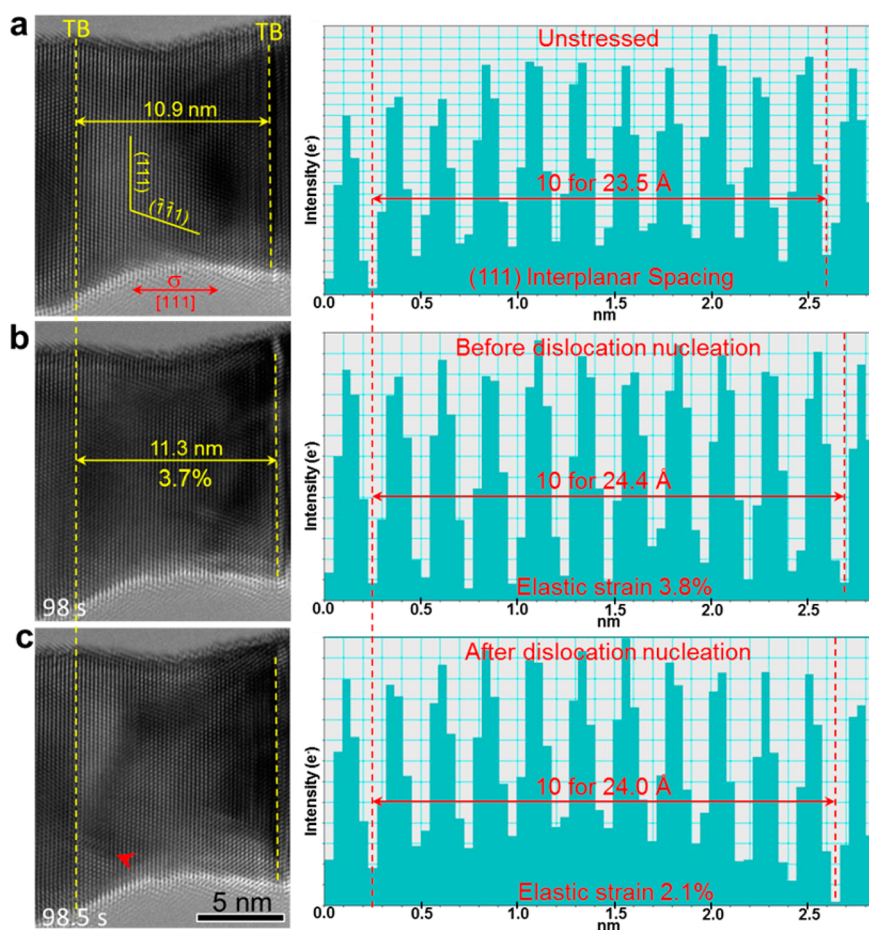 a
TB
TB
10.9 nm
(111)
(1̄1̄1)
σ
[111]
Unstressed
Intensity (e-)
10 for 23.5 Å
(111) Interplanar Spacing
0.0 0.5 1.0 1.5 2.0 2.5
nm
b
11.3 nm
3.7%
98 s
Before dislocation nucleation
Intensity (e-)
10 for 24.4 Å
Elastic strain 3.8%
0.0 0.5 1.0 1.5 2.0 2.5
nm
c
98.5 s
5 nm
After dislocation nucleation
Intensity (e-)
10 for 24.0 Å
Elastic strain 2.1%
0.0 0.5 1.0 1.5 2.0 2.5
nm